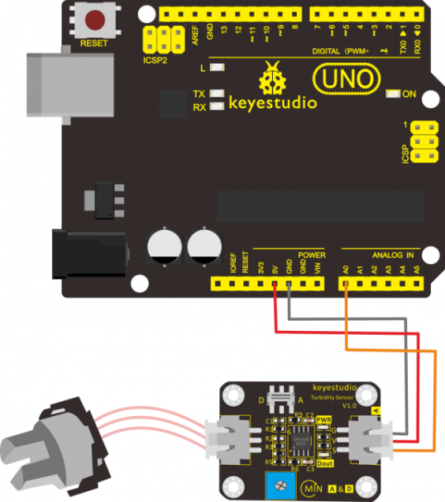 RESET
ICSP2
AREF
GND
13
12
~11
~10
~9
8
7
~6
~5
4
~3
2
TX0 ▶ 1
RX0 ◀ 0
DIGITAL (PWM= ~)
L
TX
RX
keyestudio
UNO
ON
1
ICSP
IOREF
RESET
3V3
5V
GND
GND
VIN
POWER
ANALOG IN
A0
A1
A2
A3
A4
A5
keyestudio
Turbidity Sensor
V1.0
D
A
PWR
A
G
V
S
Dout
MIN
A & D